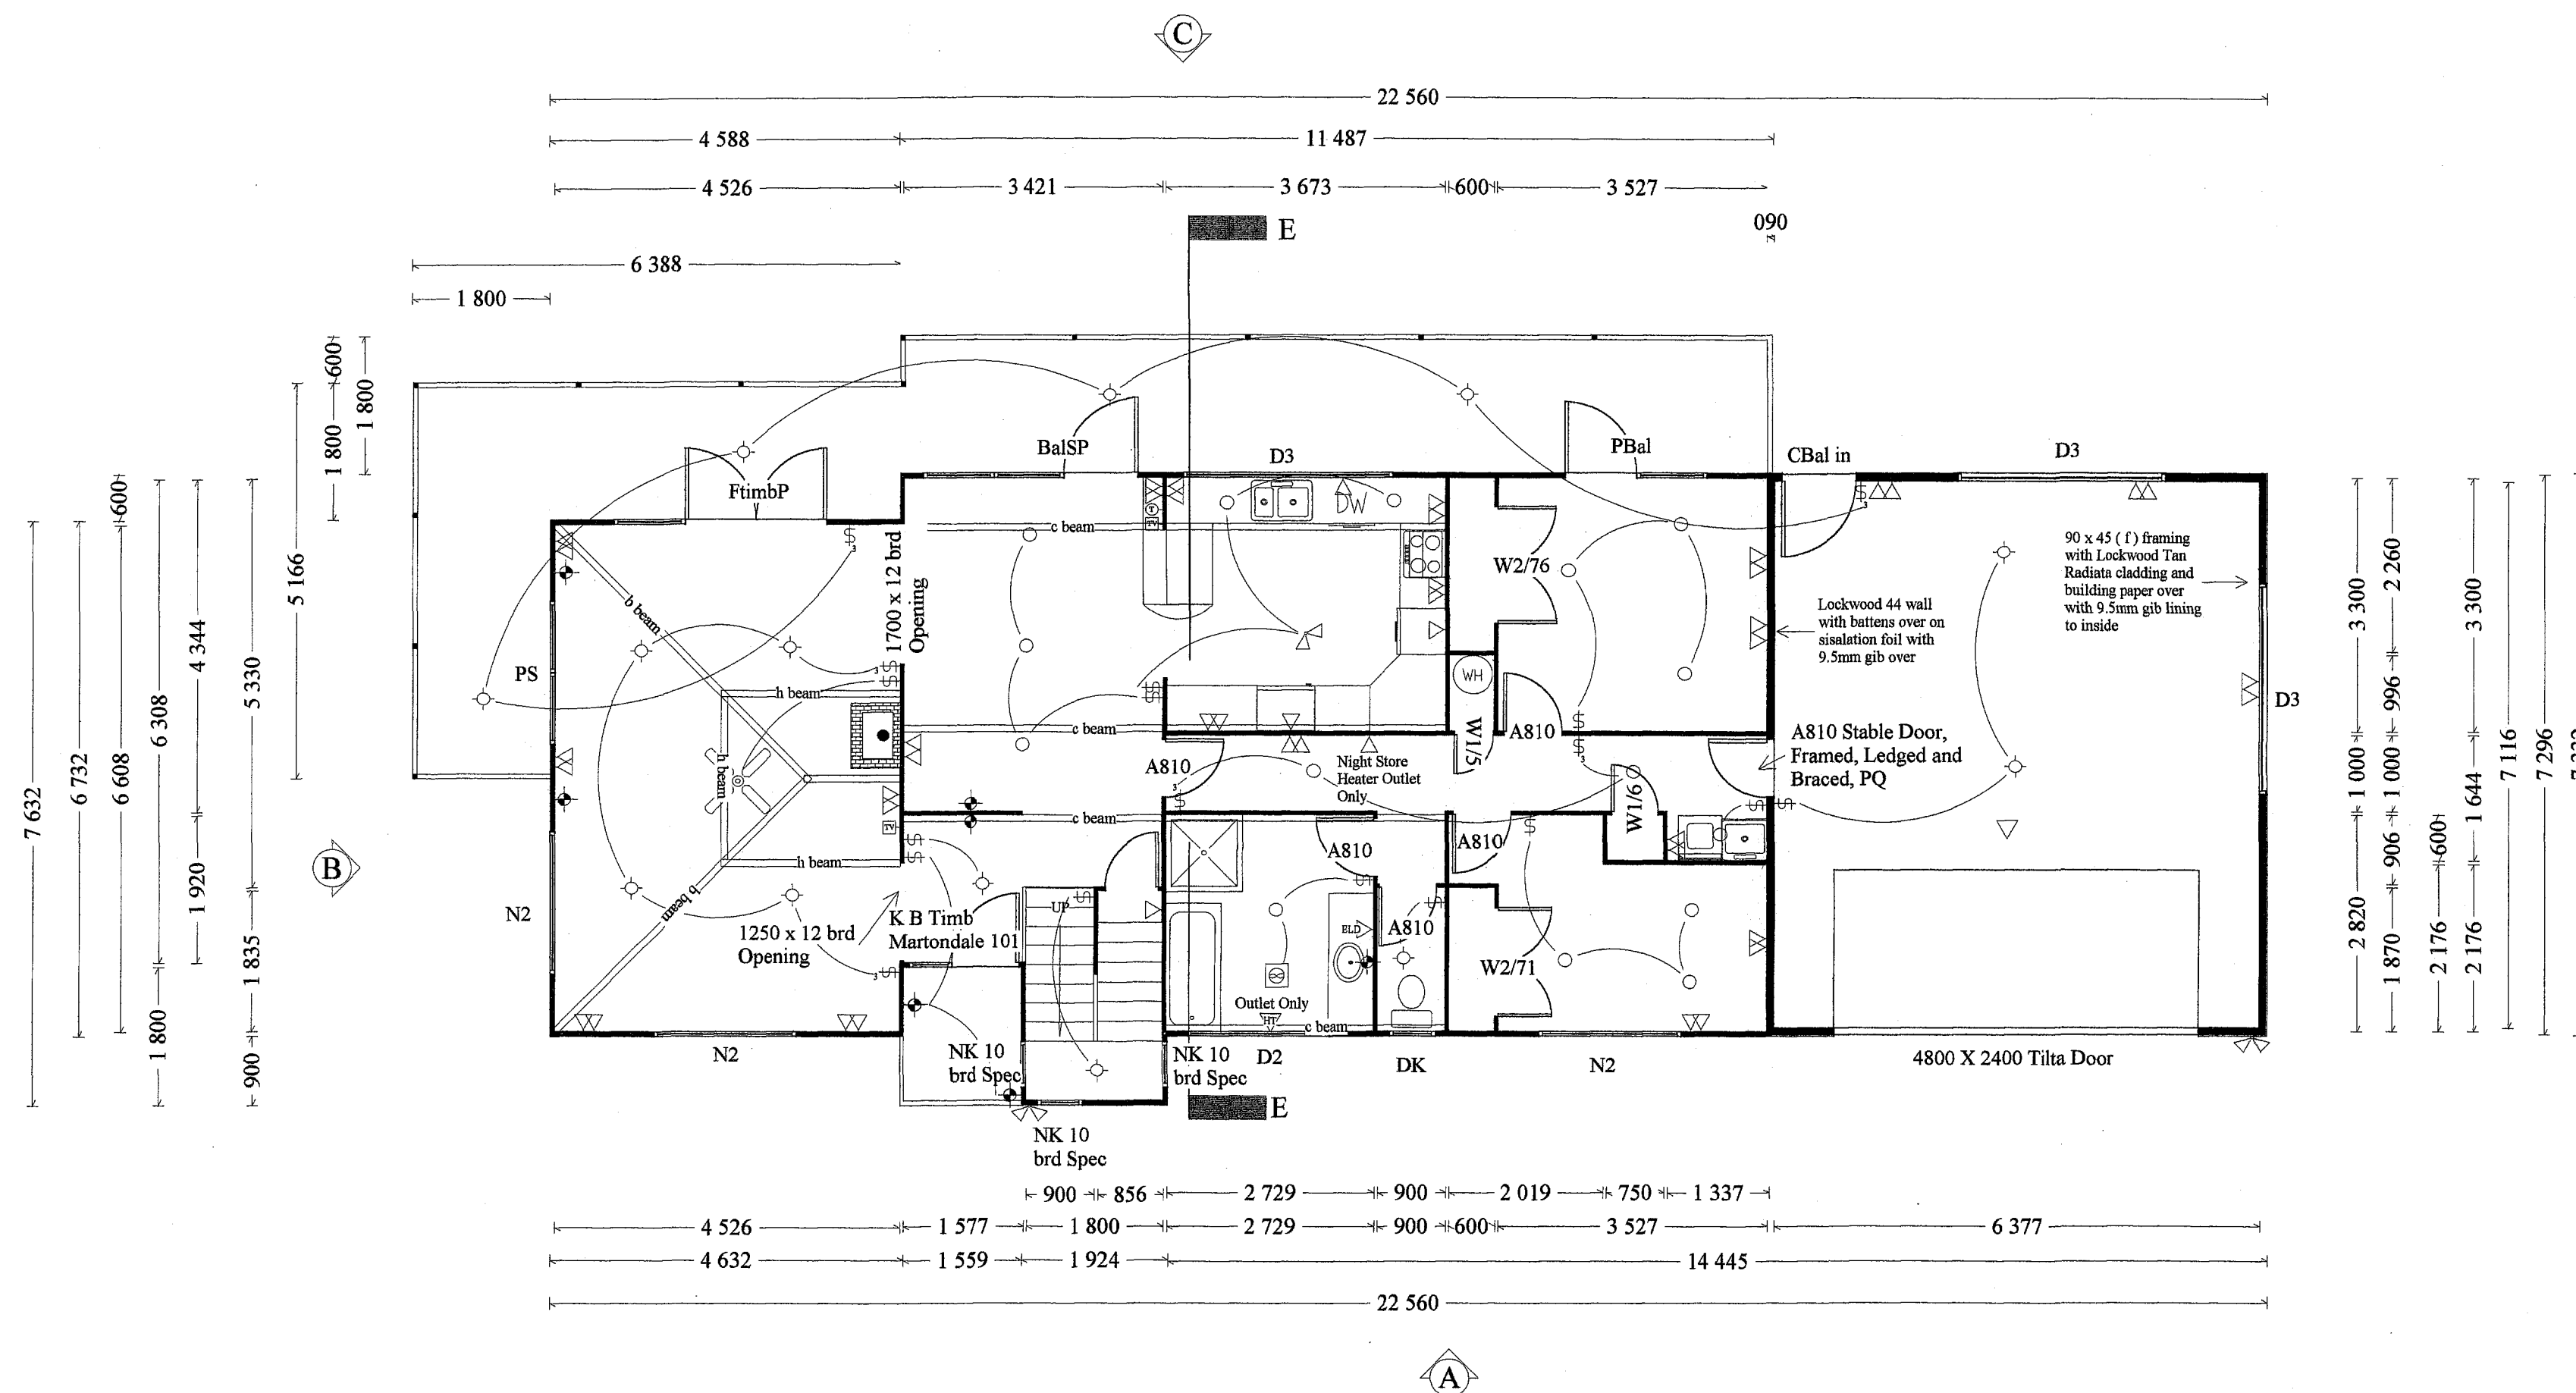 C
22 560
4 588
11 487
4 526
3 421
3 673
600
3 527
090
E
6 388
1 800
600
1 800
1 800
5 166
600
7 632
6 732
6 608
6 308
4 344
1 920
5 330
1 835
1 800
900
BalSP
D3
PBal
CBal in
D3
FtimbP
DW
T
TV
c beam
1700 x 12 brd
Opening
W2/76
90 x 45 ( f ) framing
with Lockwood Tan
Radiata cladding and
building paper over
with 9.5mm gib lining
to inside
b beam
Lockwood 44 wall
with battens over on
sisalation foil with
9.5mm gib over
PS
WH
h beam
h beam
D3
c beam
W1/5
A810
A810 Stable Door,
Framed, Ledged and
Braced, PQ
A810
Night Store
Heater Outlet
Only
W1/6
TV
c beam
A810
A810
h beam
B
b beam
N2
UP
K B Timb
Martondale 101
1250 x 12 brd
Opening
ELD
A810
W2/71
Outlet Only
HT
c beam
N2
NK 10
brd Spec
NK 10
brd Spec
D2
DK
N2
4800 X 2400 Tilta Door
E
NK 10
brd Spec
3 300
1 000
2 820
2 260
996
1 000
906
1 870
600
2 176
3 300
1 644
2 176
7 116
7 296
900
856
2 729
900
2 019
750
1 337
4 526
1 577
1 800
2 729
900
600
3 527
6 377
4 632
1 559
1 924
14 445
22 560
A